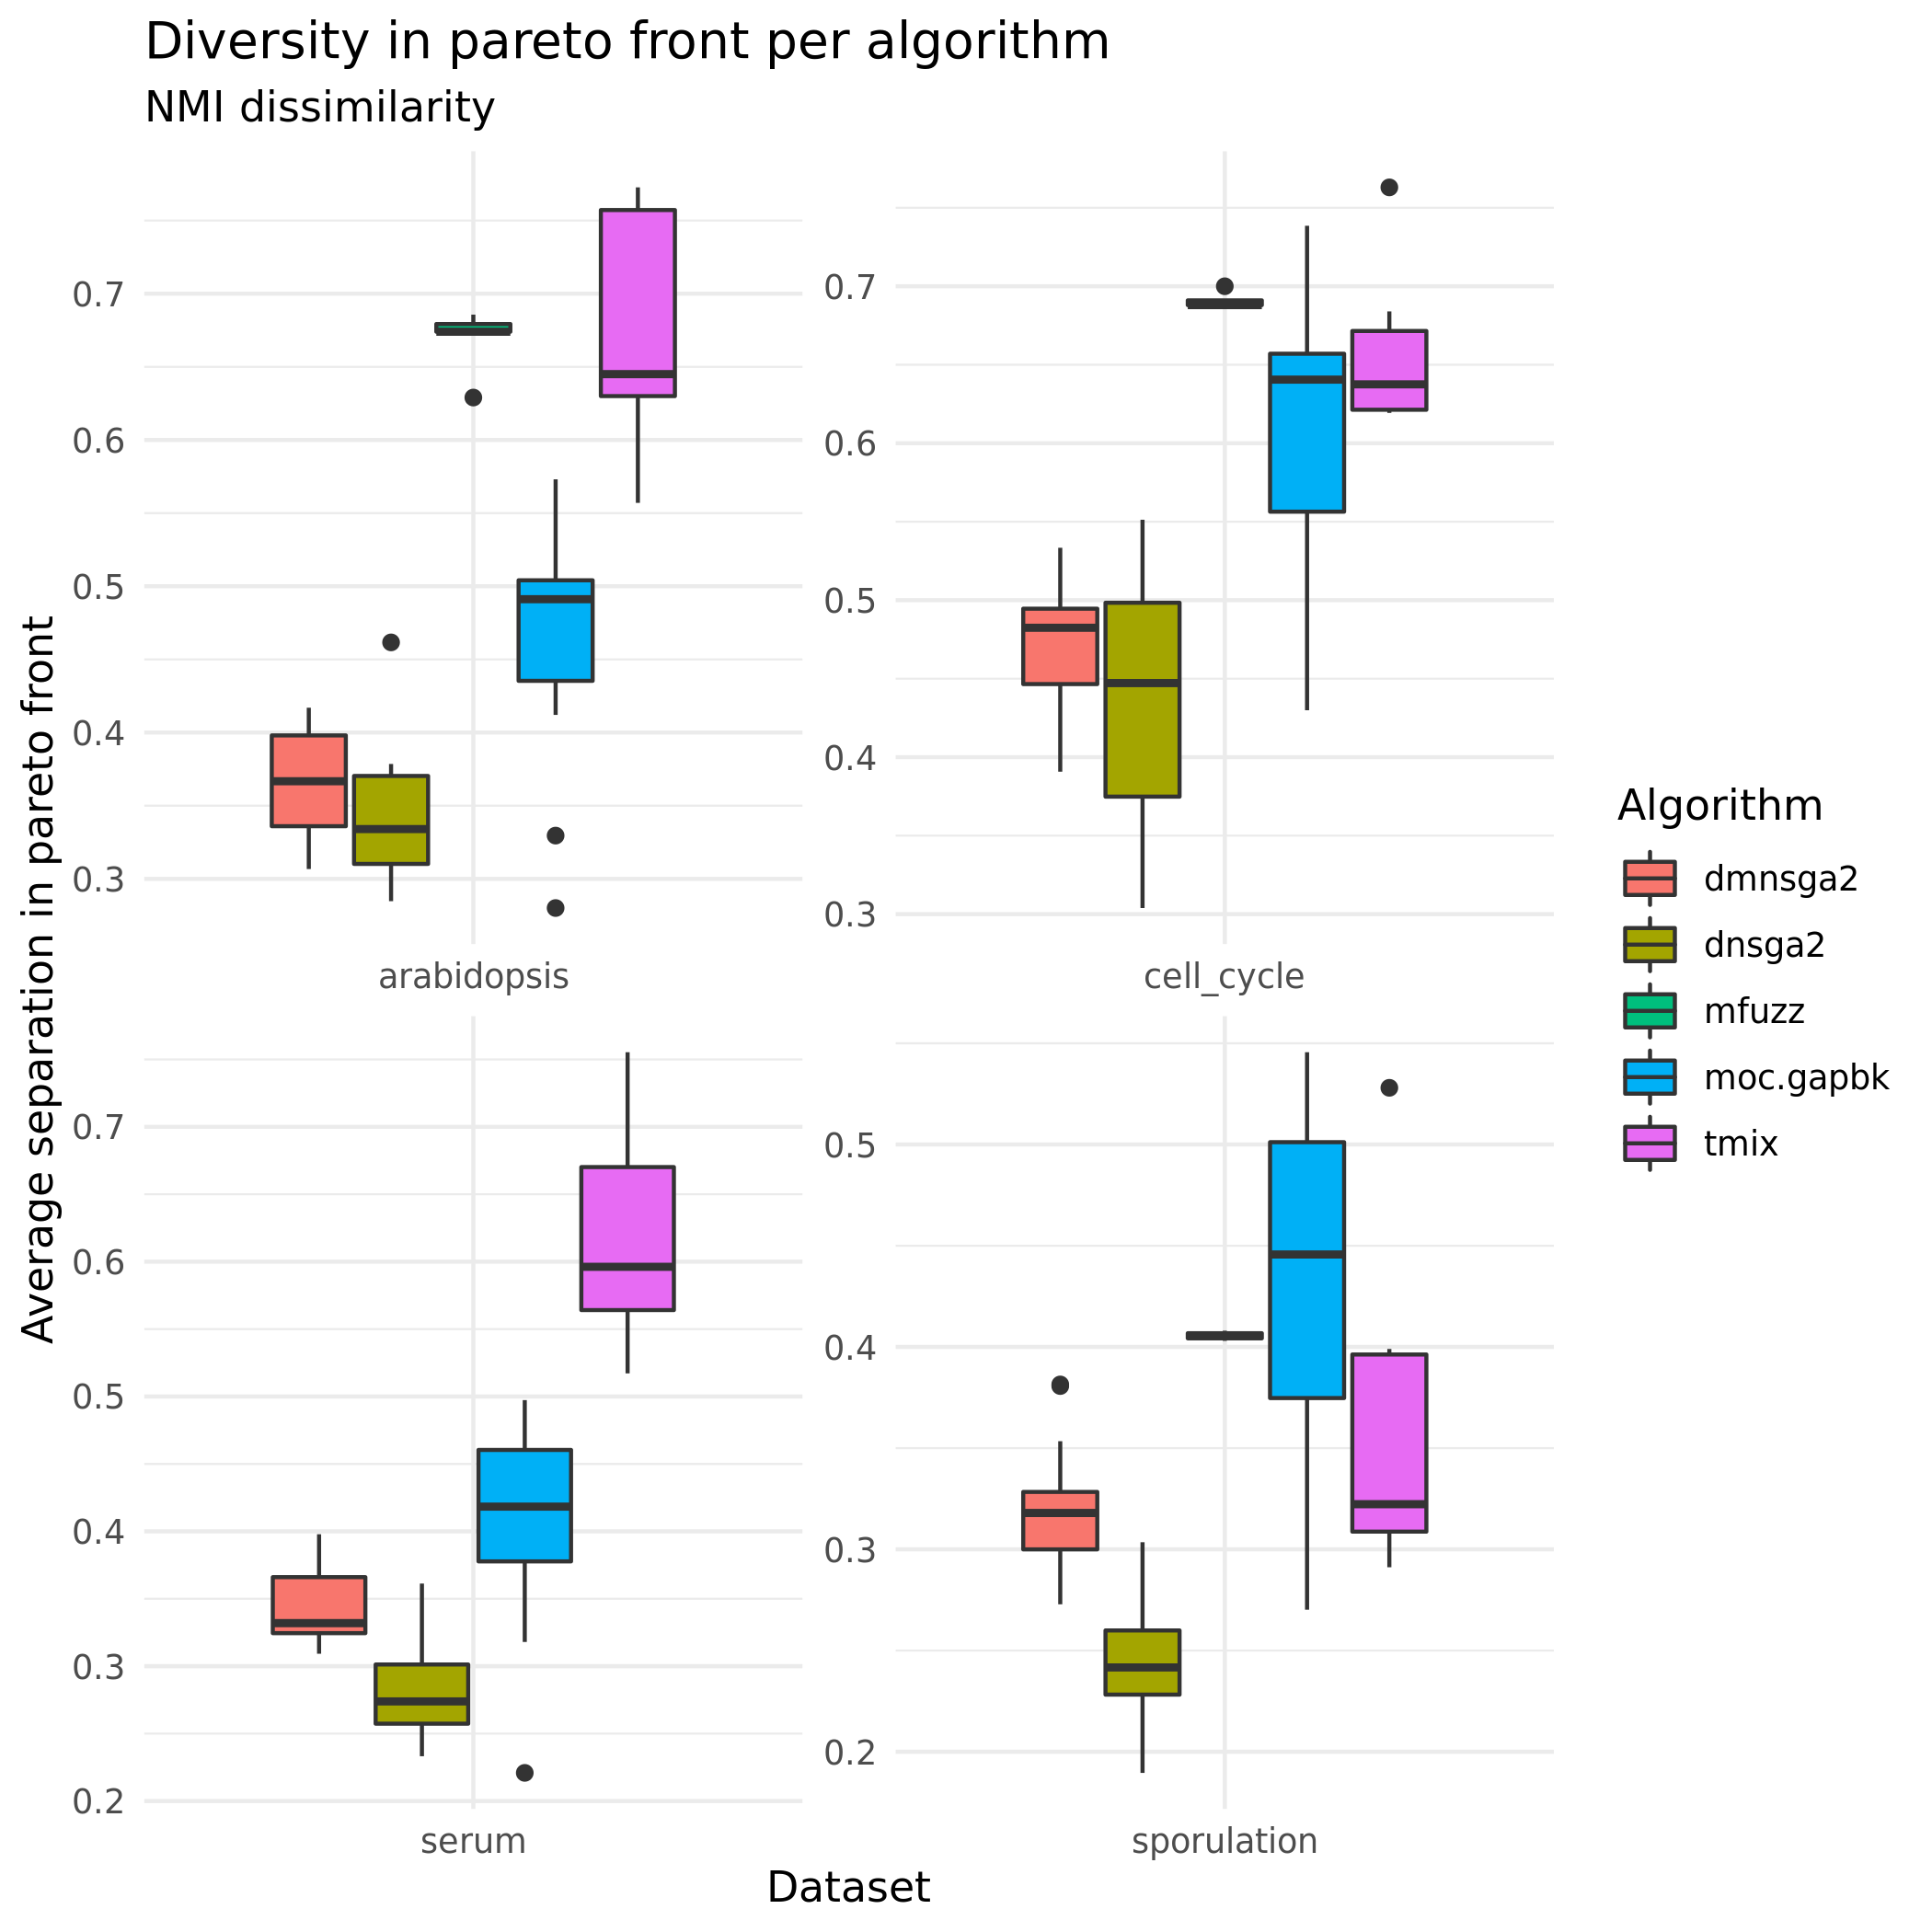 Diversity in pareto front per algorithm
NMI dissimilarity
Average separation in pareto front
0.7
0.6
0.5
0.4
0.3
arabidopsis
0.7
0.6
0.5
0.4
0.3
cell_cycle
0.7
0.6
0.5
0.4
0.3
0.2
serum
0.5
0.4
0.3
0.2
sporulation
Dataset
Algorithm
dmnsga2
dnsga2
mfuzz
moc.gapbk
tmix